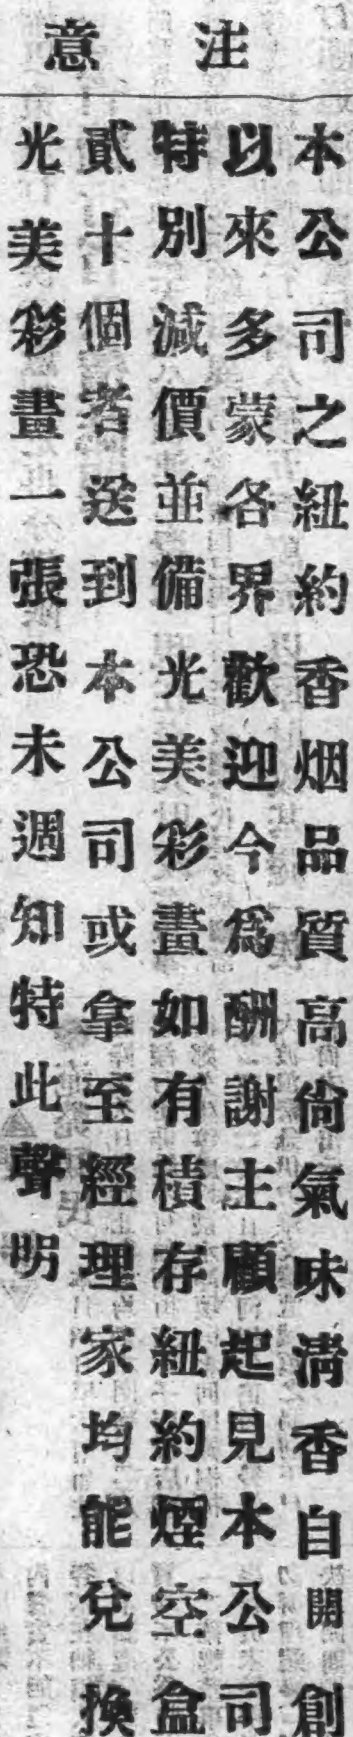 注意
本公司之紐約香烟品質高尙氣味淸香自開創
以來多蒙各界歡迎今爲酬謝主顧起見本公司
特別減價並備光美彩畫如有積存紐約煙空盒
貳十個者送到本公司或拿至經理家均能兌換
光美彩畫一張恐未週知特此聲明